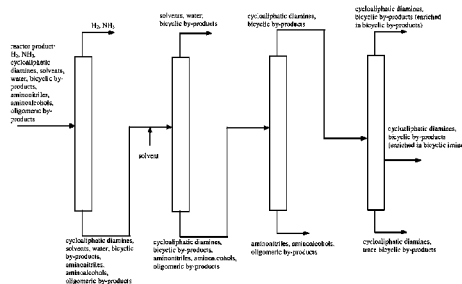 H₂, NH₃
solvents, water,
bicyclic by-products
cycloaliphatic diamines,
bicyclic by-products
cycloaliphatic diamines,
bicyclic by-products (enriched
in bicyclic by-products)
reactor product:
H₂, NH₃,
cycloaliphatic
diamines, solvents,
water, bicyclic by-
products,
aminonitriles,
aminoalcohols,
oligomeric by-
products
solvent
cycloaliphatic diamines,
bicyclic by-products
(enriched in bicyclic
cycloaliphatic diamines,
solvents, water, bicyclic
by-products,
aminonitriles,
aminoalcohols,
oligomeric by-products
cycloaliphatic diamines,
bicyclic by-products,
aminonitriles, aminoalcohols,
oligomeric by-products
aminonitriles, aminoalcohols,
oligomeric by-products
cycloaliphatic diamines,
trace bicyclic by-products